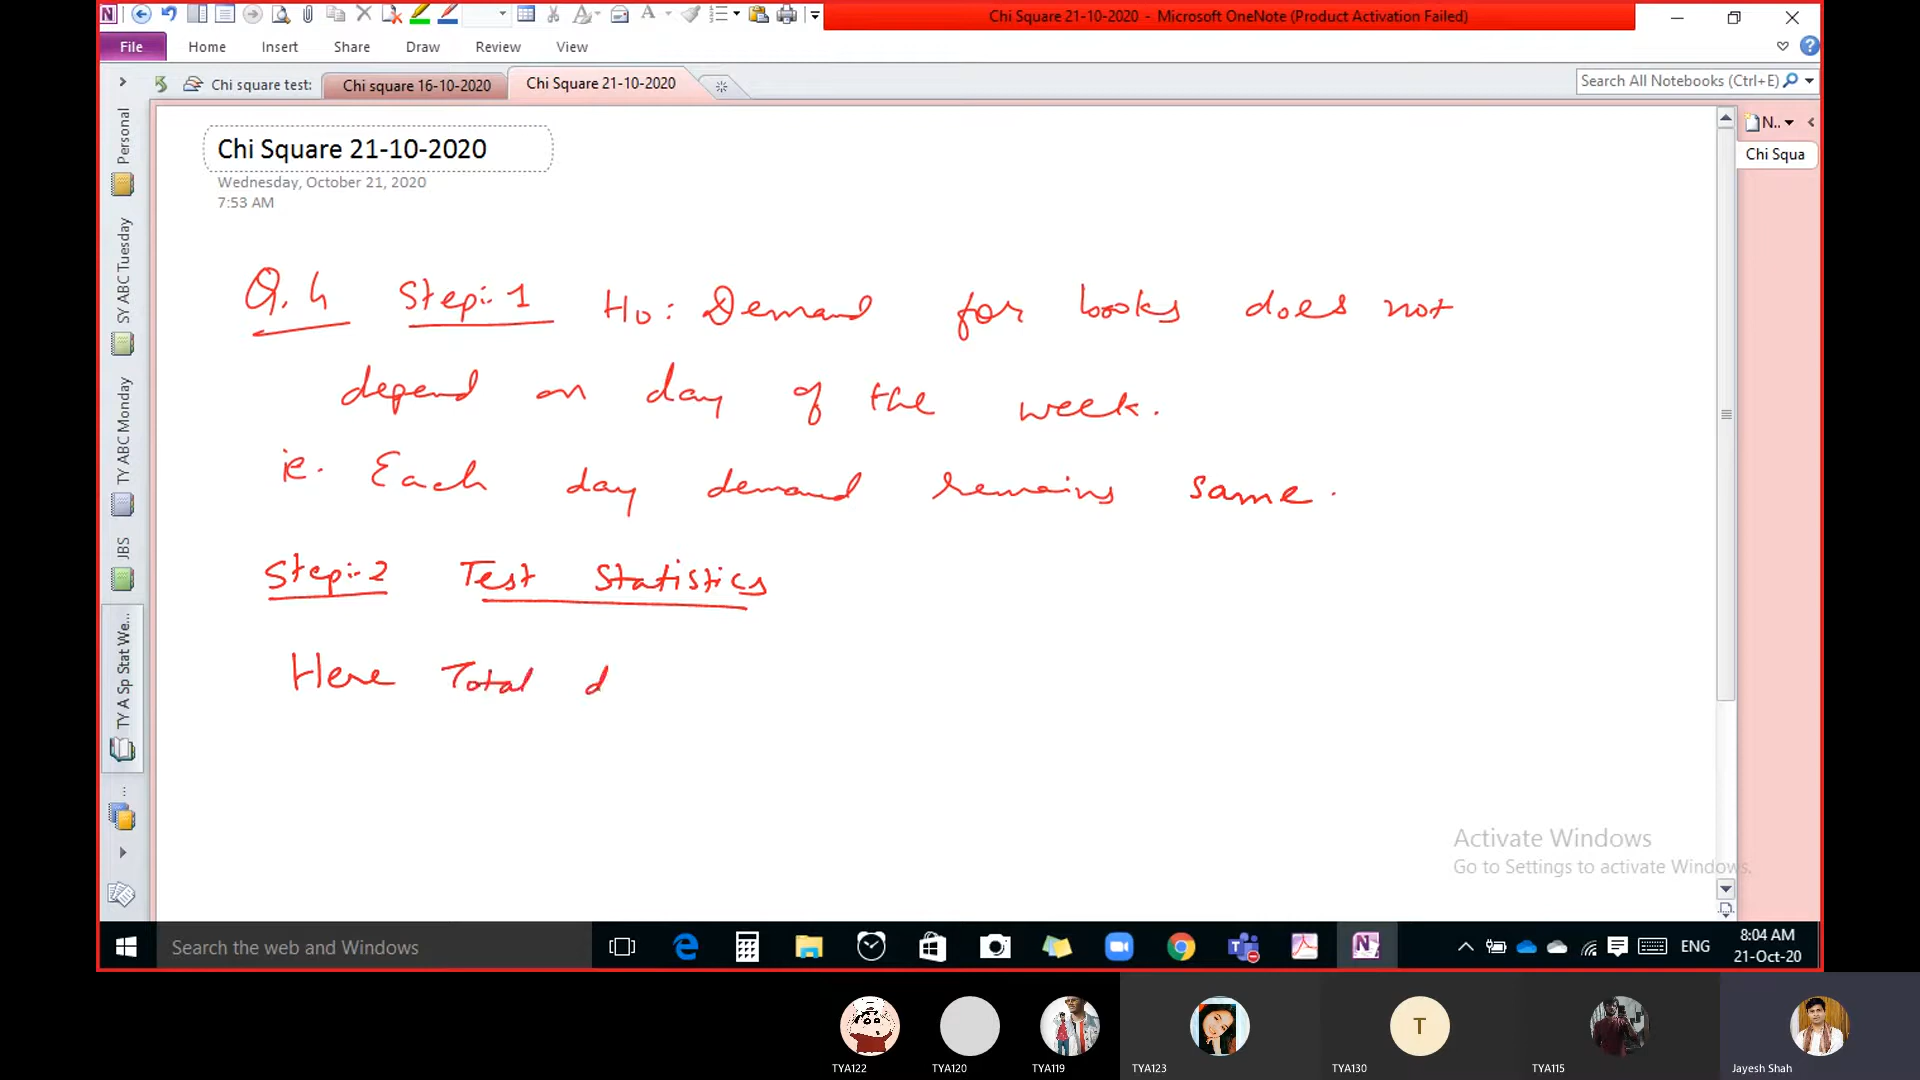 Chi Square 21-10-2020 - Microsoft OneNote (Product Activation Failed)
File Home Insert Share Draw Review View
Chi square test: Chi square 16-10-2020 Chi Square 21-10-2020
Search All Notebooks (Ctrl+E)
N..
Chi Squa
Personal
SY ABC Tuesday
TY ABC Monday
JBS
TY A Sp Stat We...
Chi Square 21-10-2020
Wednesday, October 21, 2020
7:53 AM
Q.4 Step:-1 H0: Demand for books does not
depend on day of the week.
ie. Each day demand remains same.
Step:-2 Test Statistics
Here Total d
Activate Windows
Go to Settings to activate Windows.
Search the web and Windows
ENG
8:04 AM
21-Oct-20
T
TYA122 TYA120 TYA119 TYA123 TYA130 TYA115 Jayesh Shah